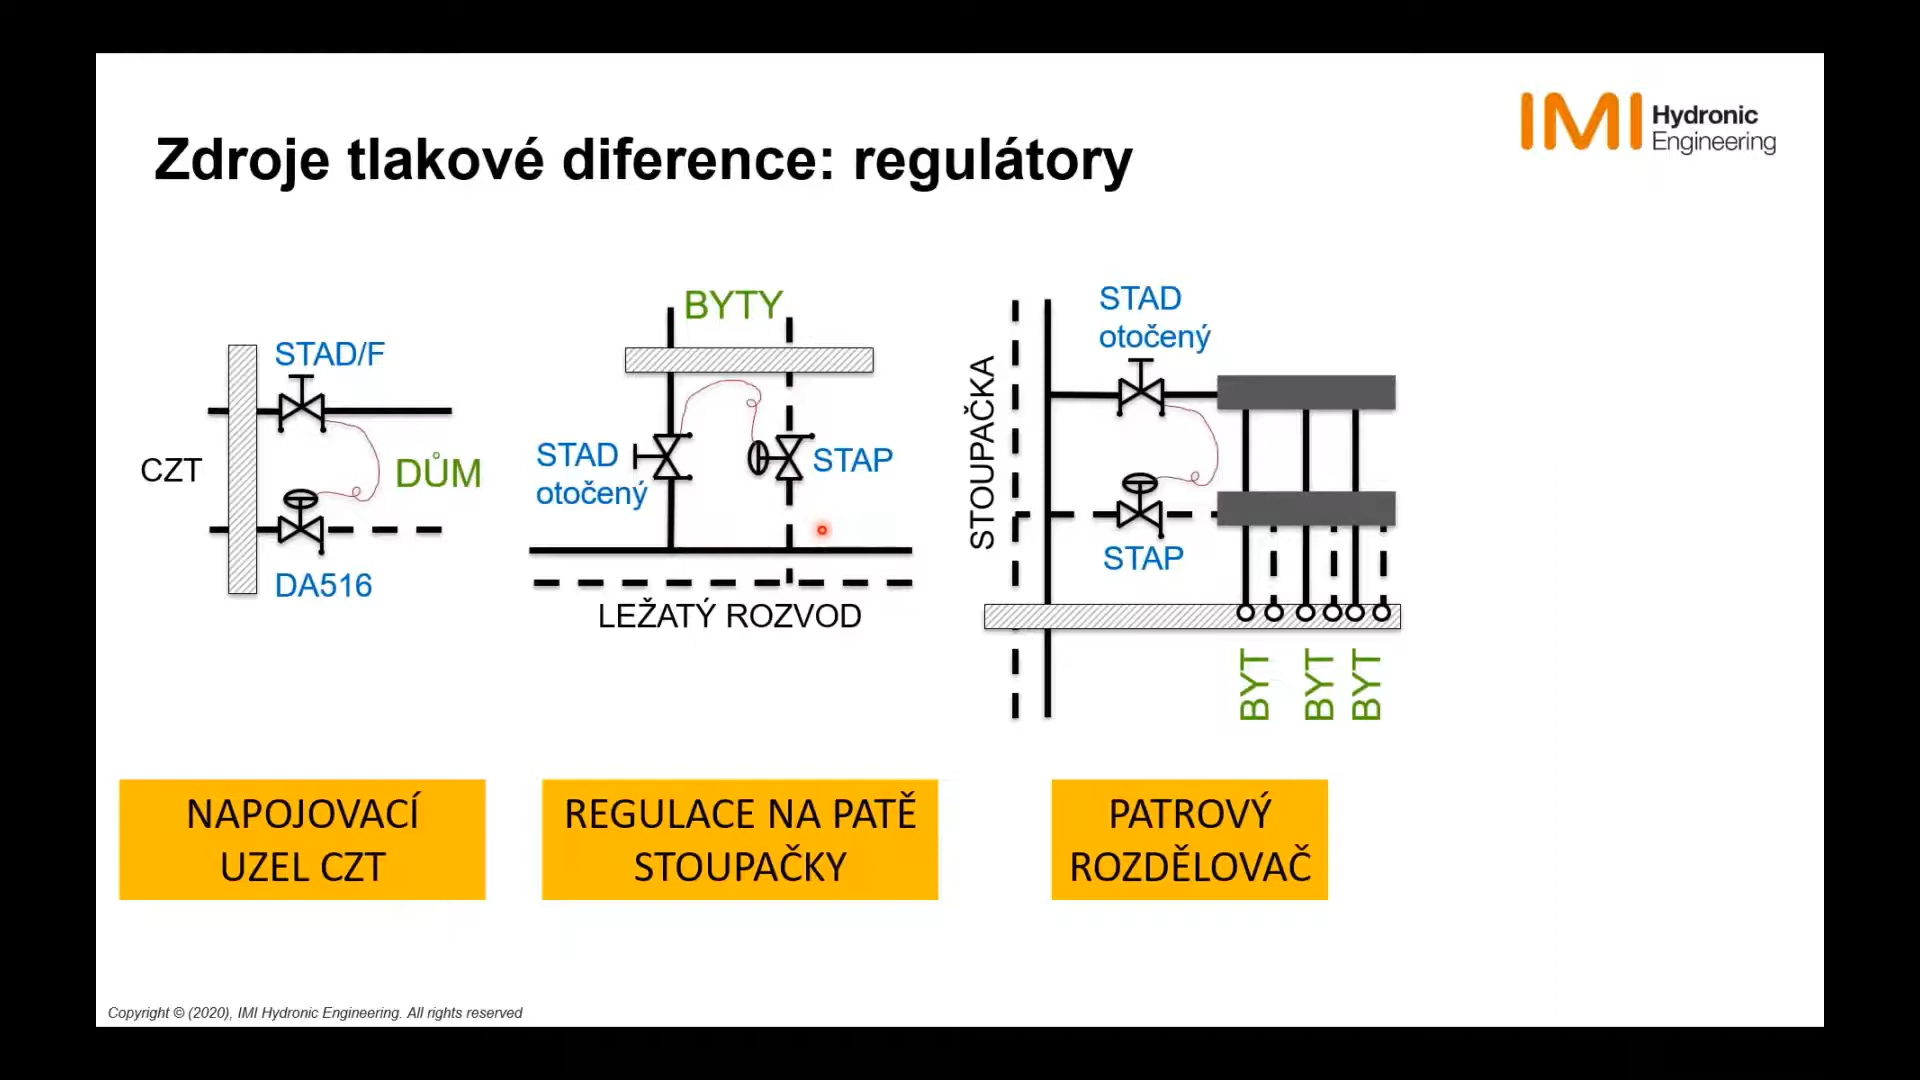 IMI Hydronic
Engineering
Zdroje tlakové diference: regulátory
STAD/F
CZT
DŮM
DA516
BYTY
STAD
otočený
STAP
LEŽATÝ ROZVOD
STOUPAČKA
STAD
otočený
STAP
BYT
BYT
BYT
NAPOJOVACÍ
UZEL CZT
REGULACE NA PATĚ
STOUPAČKY
PATROVÝ
ROZDĚLOVAČ
Copyright © (2020), IMI Hydronic Engineering. All rights reserved